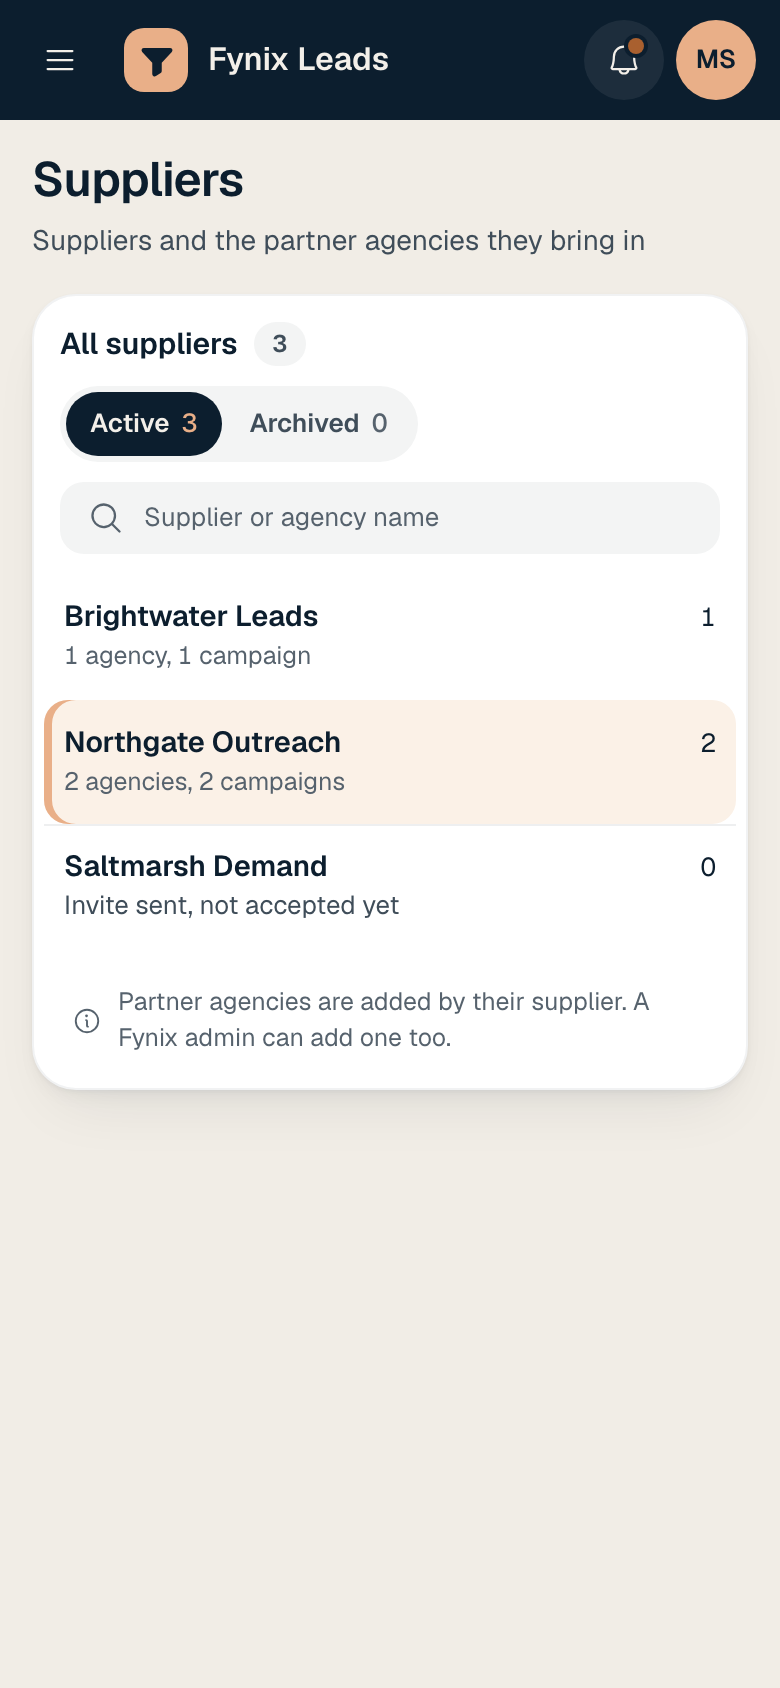 Fynix Leads
MS
Suppliers
Suppliers and the partner agencies they bring in
All suppliers 3
Active 3 Archived 0
Supplier or agency name
Brightwater Leads 1
1 agency, 1 campaign
Northgate Outreach 2
2 agencies, 2 campaigns
Saltmarsh Demand 0
Invite sent, not accepted yet
Partner agencies are added by their supplier. A
Fynix admin can add one too.